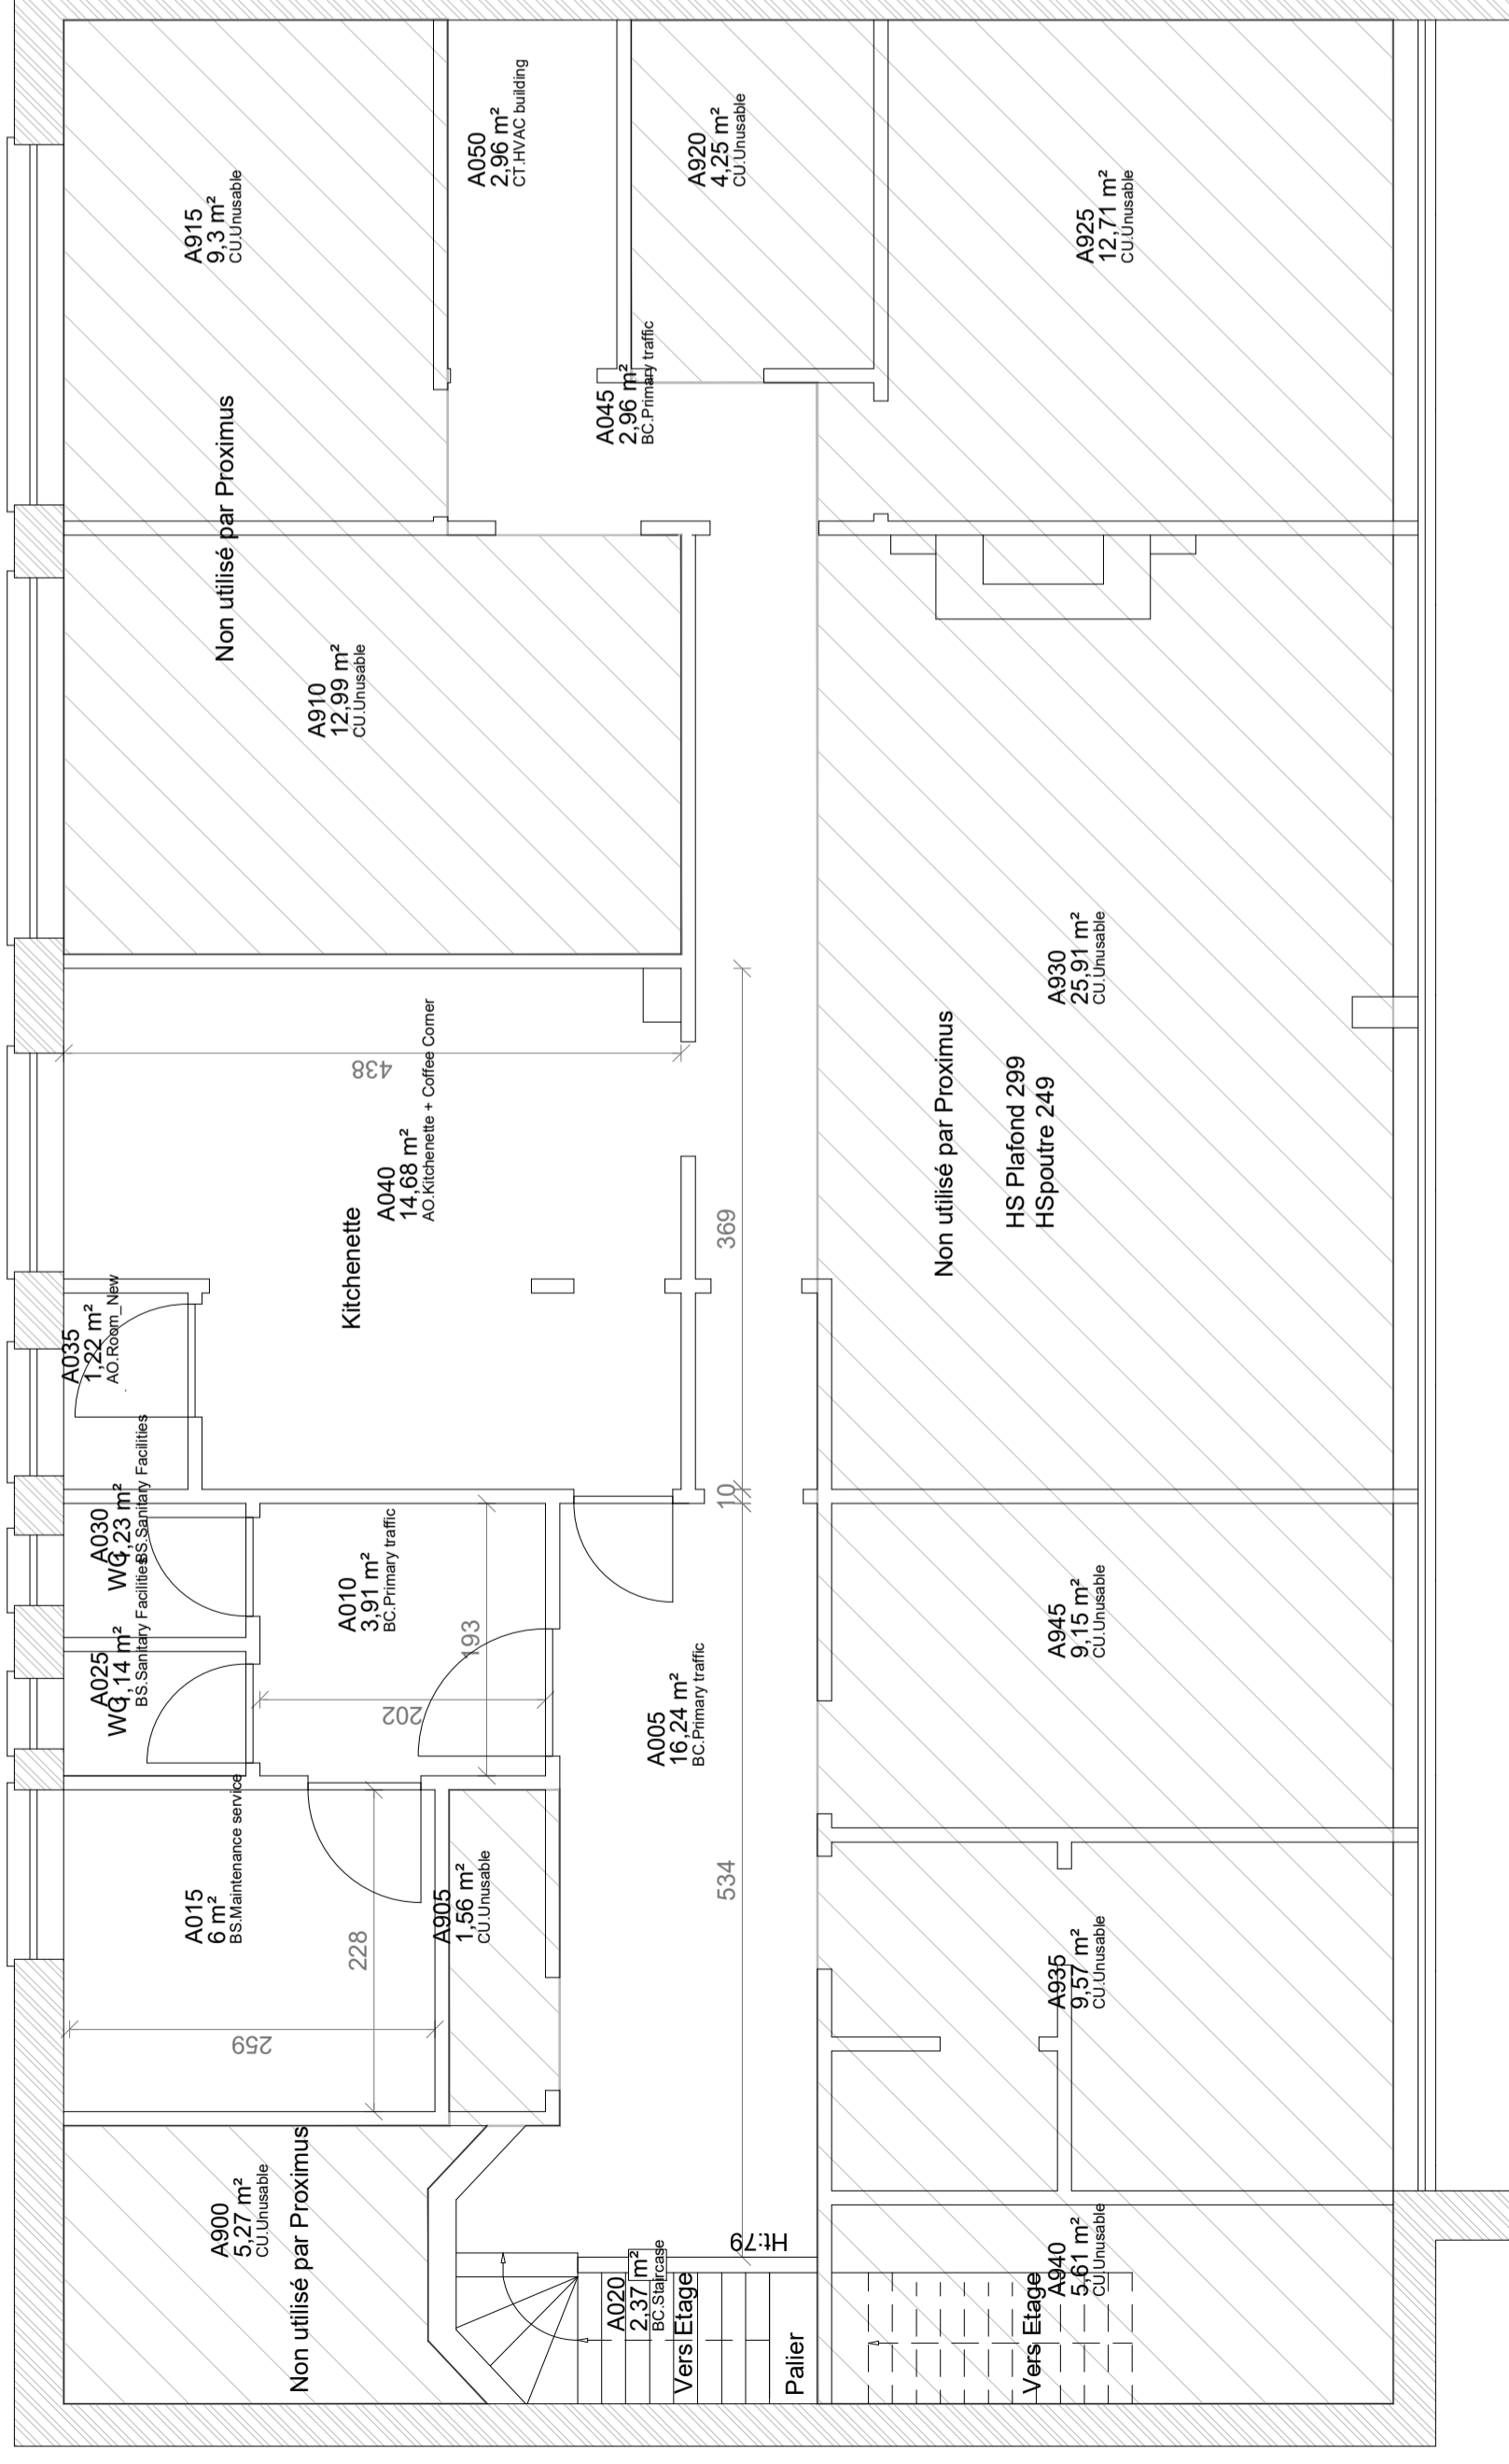 A915
9,3 m²
CU.Unusable
A050
2,96 m²
CT.HVAC building
A920
4,25 m²
CU.Unusable
A925
12,71 m²
CU.Unusable
A045
2,96 m²
BC.Primary traffic
Non utilisé par Proximus
A910
12,99 m²
CU.Unusable
438
A040
14,68 m²
AO.Kitchenette + Coffee Corner
Kitchenette
369
A930
25,91 m²
CU.Unusable
Non utilisé par Proximus
HS Plafond 299
HSpoutre 249
A035
1,22 m²
AO.Room_New
A030
WC
1,23 m²
BS.Sanitary Facilities
A025
WC
1,14 m²
BS.Sanitary Facilities
A010
3,91 m²
BC.Primary traffic
193
202
10
A005
16,24 m²
BC.Primary traffic
534
A945
9,15 m²
CU.Unusable
A015
6 m²
BS.Maintenance service
228
259
A905
1,56 m²
CU.Unusable
A935
9,57 m²
CU.Unusable
A900
5,27 m²
CU.Unusable
Non utilisé par Proximus
Ht:79
A020
2,37 m²
BC.Staircase
Vers Etage
Palier
A940
5,61 m²
CU.Unusable
Vers Etage